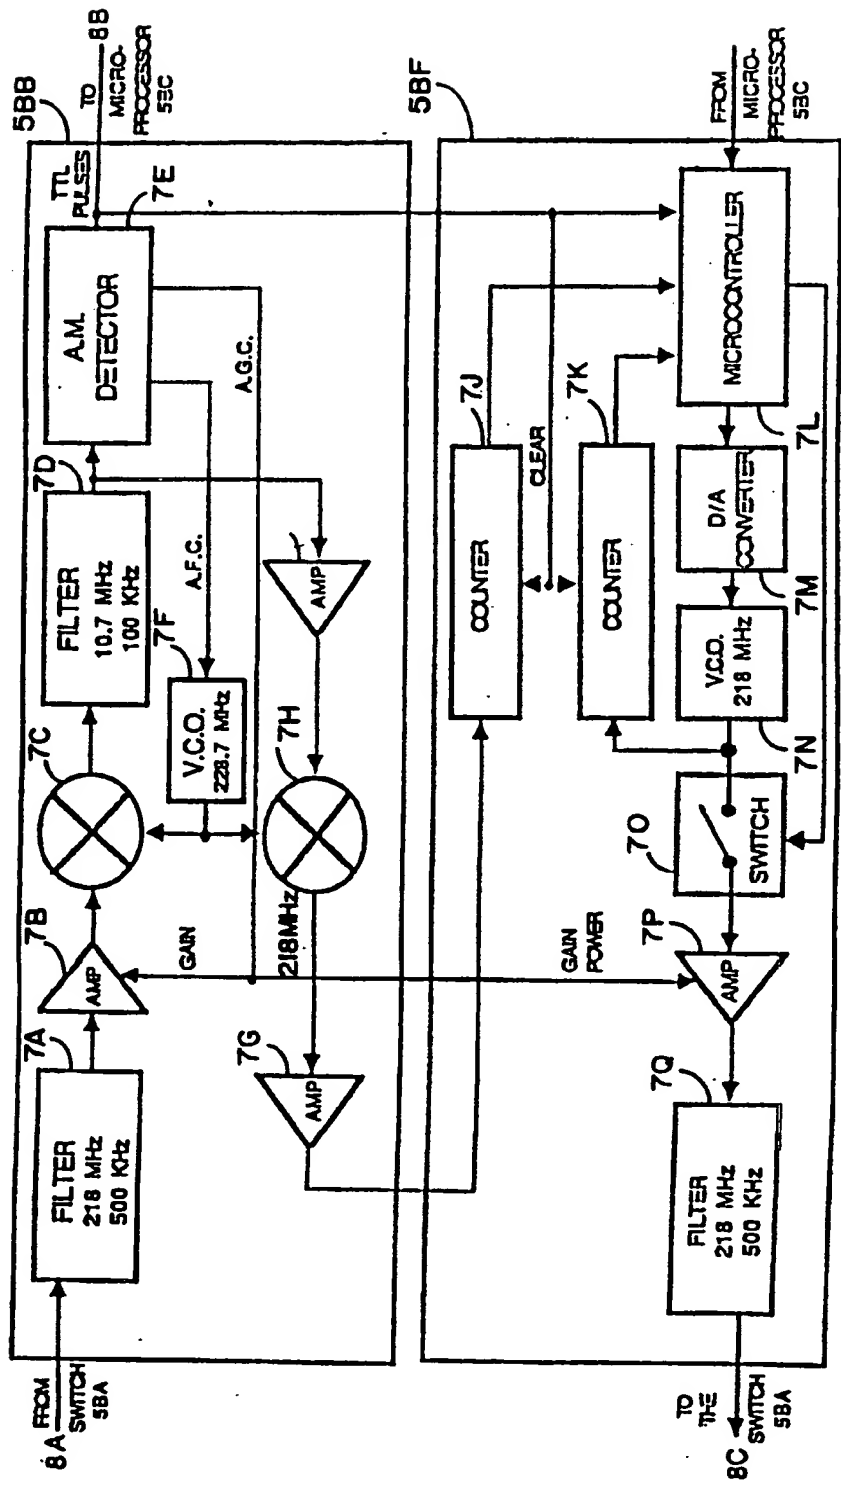 5BB
8A FROM
SWITCH
5BA
7A
FILTER
218 MHz
500 KHz
7B
AMP
GAIN
7C
7D
FILTER
10.7 MHz
100 KHz
7E
A.M.
DETECTOR
TTL
PULSES
TO 8B
MICRO-
PROCESSOR
5BC
7F
V.C.O.
228.7 MHz
A.F.C.
A.G.C.
7G
AMP
218MHz
7H
AMP
5BF
7J
COUNTER
CLEAR
7K
COUNTER
GAIN
POWER
8C
TO
THE
SWITCH
5BA
7Q
FILTER
218 MHz
500 KHz
7P
AMP
7O
SWITCH
V.C.O.
218 MHz
7N
D/A
CONVERTER
7M
MICROCONTROLLER
7L
FROM
MICRO-
PROCESSOR
5BC